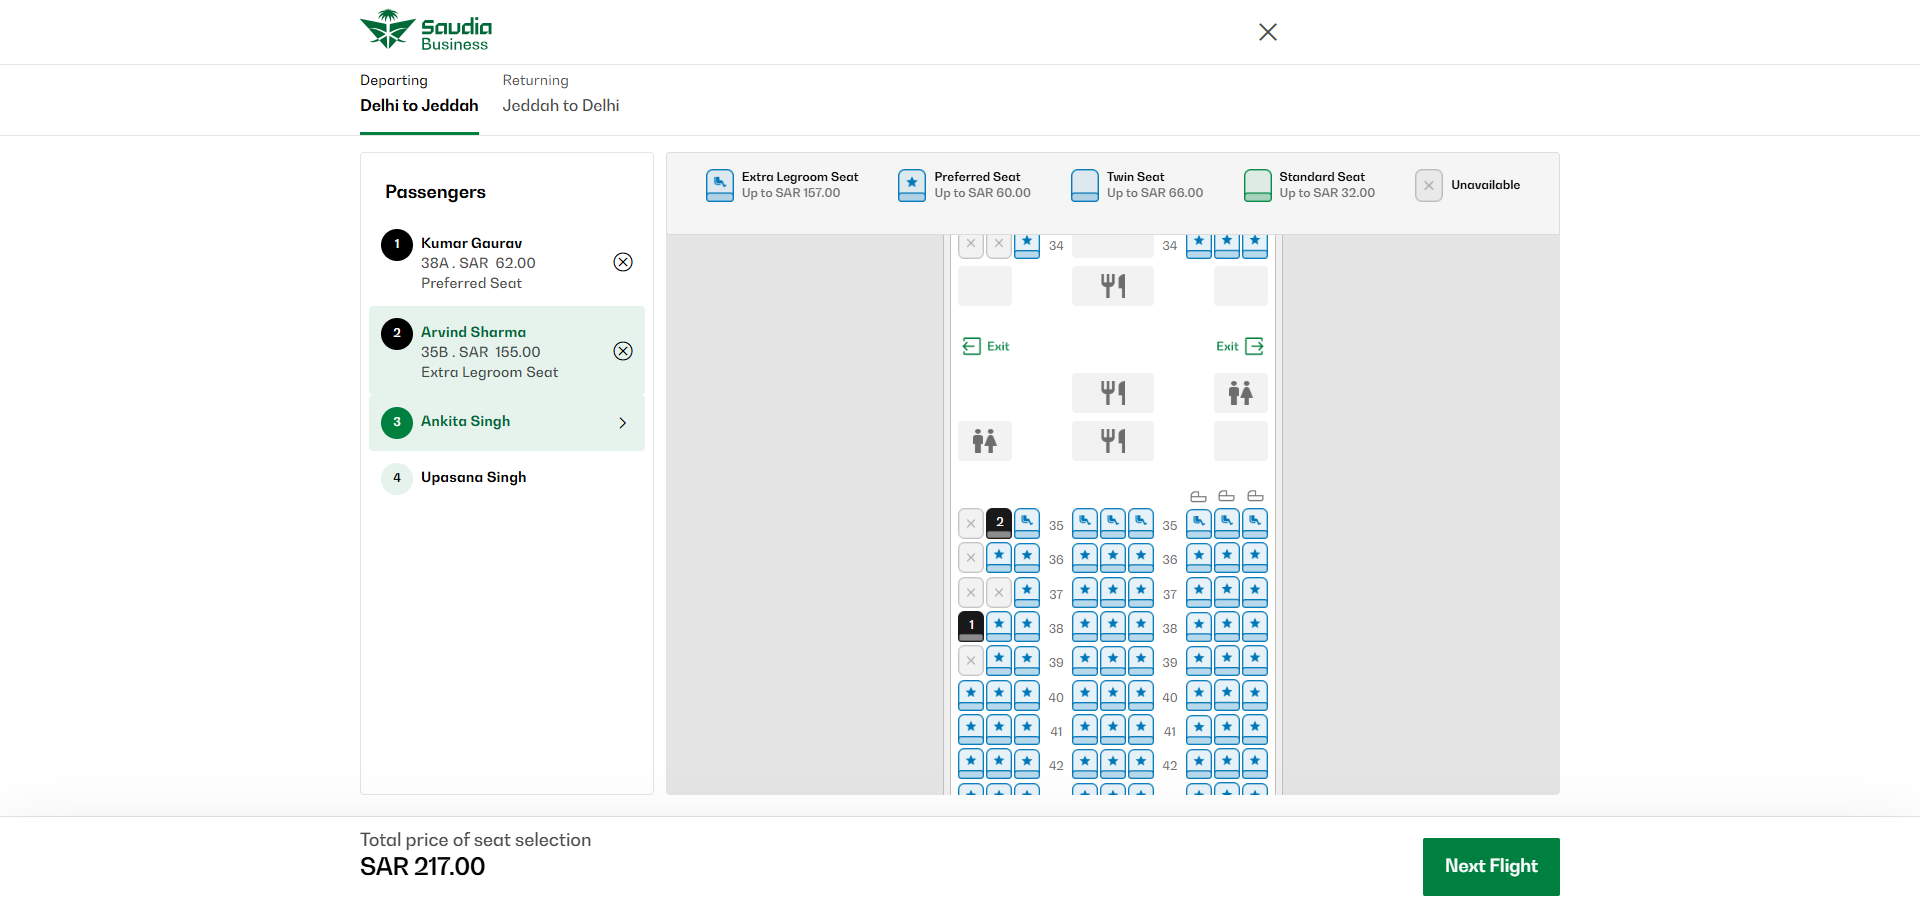 Saudia
Business
Departing
Delhi to Jeddah
Returning
Jeddah to Delhi
Passengers
1
Kumar Gaurav
38A . SAR 62.00
Preferred Seat
2
Arvind Sharma
35B . SAR 155.00
Extra Legroom Seat
3
Ankita Singh
4
Upasana Singh
Extra Legroom Seat
Up to SAR 157.00
Preferred Seat
Up to SAR 60.00
Twin Seat
Up to SAR 66.00
Standard Seat
Up to SAR 32.00
Unavailable
34 34
Exit Exit
2 35 35
36 36
37 37
1 38 38
39 39
40 40
41 41
42 42
Total price of seat selection
SAR 217.00
Next Flight